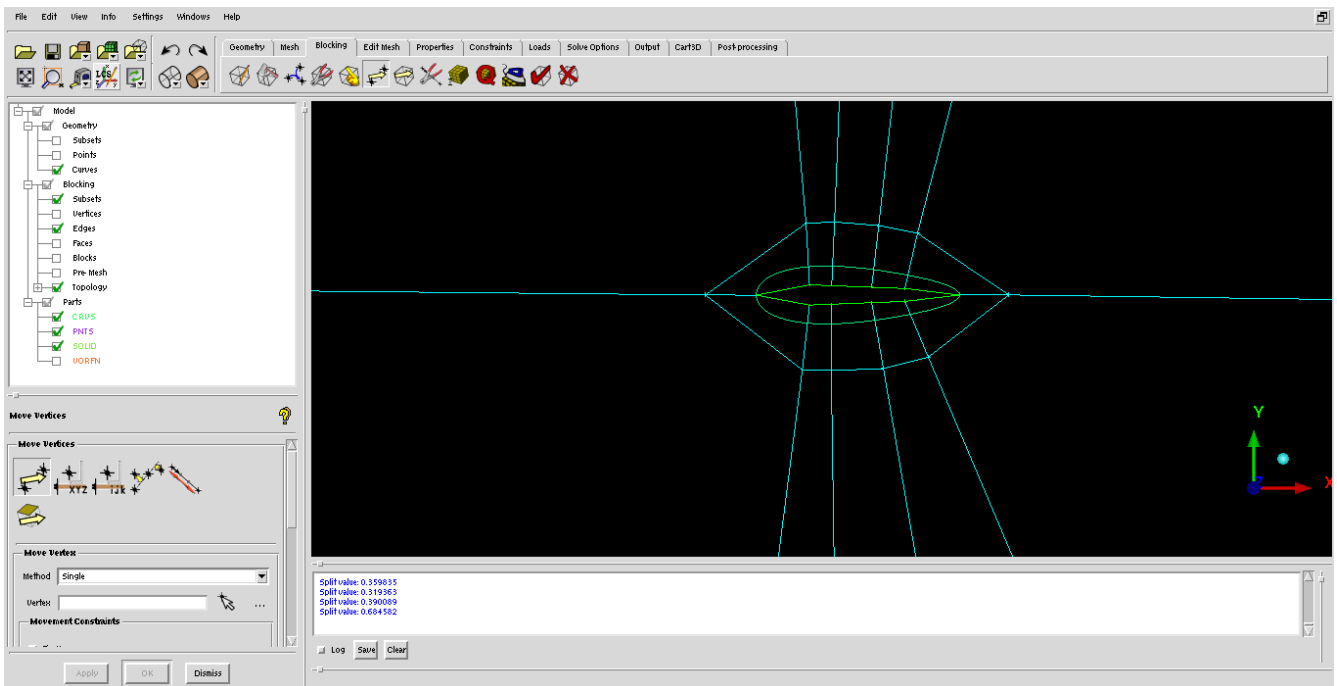 File Edit View Info Settings Windows Help
Geometry Mesh Blocking Edit Mesh Properties Constraints Loads Solve Options Output Cart3D Post-processing
LCS
Model
Geometry
Subsets
Points
Curves
Blocking
Subsets
Vertices
Edges
Faces
Blocks
Pre-Mesh
Topology
Parts
CRVS
PNTS
SOLID
VORFN
Move Vertices
Move Vertices
XYZ ijk
Move Vertex
Method Single
Vertex ...
Movement Constraints
Apply OK Dismiss
Y
X
Split value: 0.359835
Split value: 0.319363
Split value: 0.390089
Split value: 0.684582
Log Save Clear